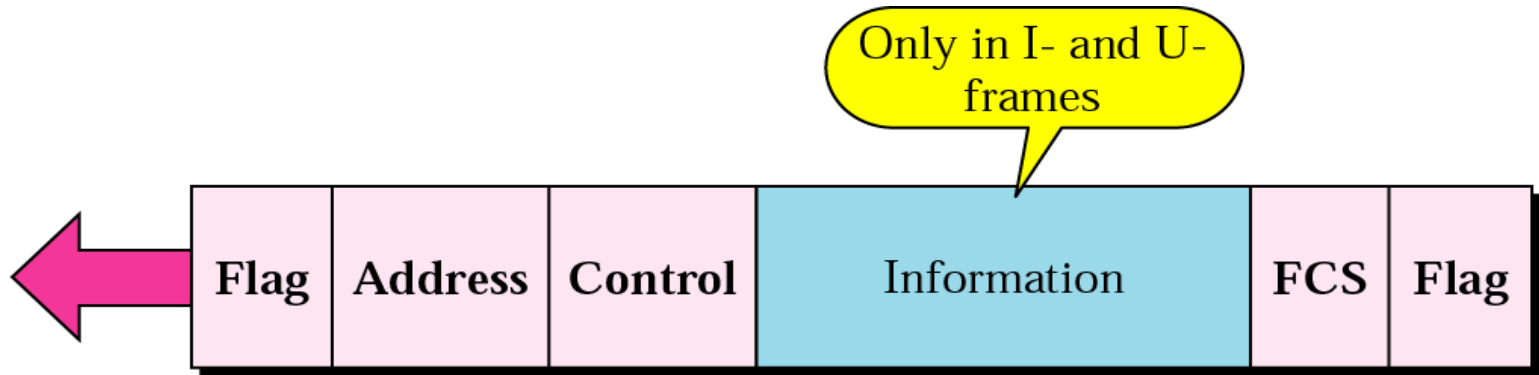 Only in I- and U-
frames
Flag Address Control Information FCS Flag